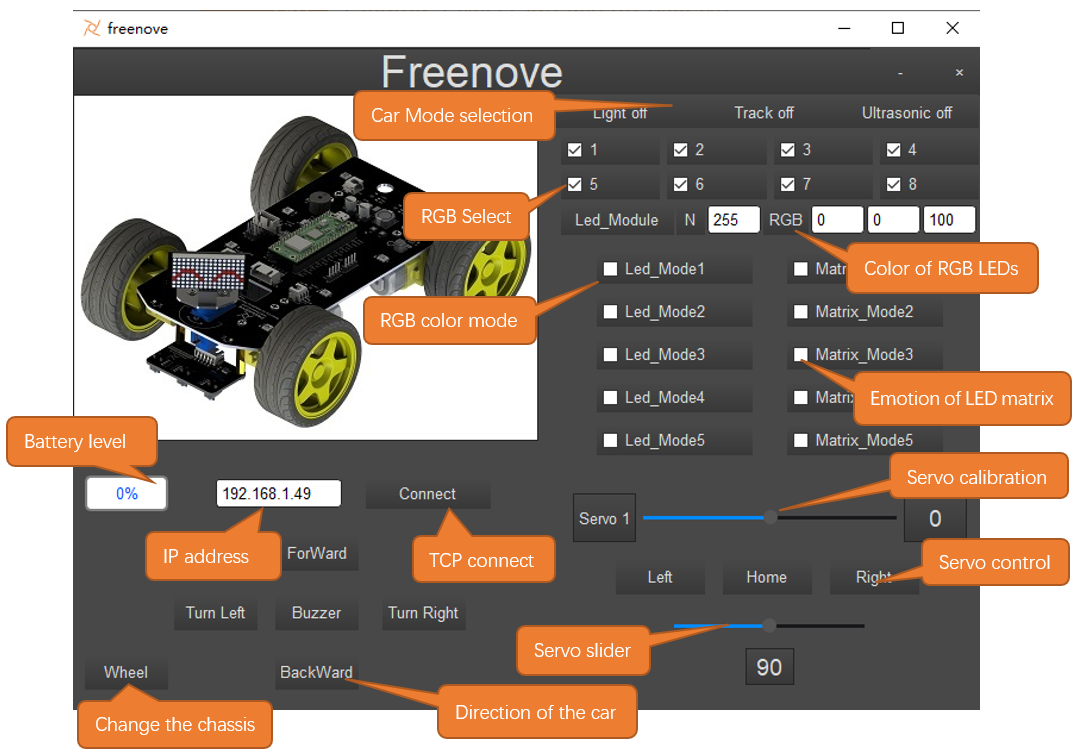 freenove
Freenove
- ×
Car Mode selection
Light off Track off Ultrasonic off
1 2 3 4
5 6 7 8
RGB Select
Led_Module N 255 RGB 0 0 100
Color of RGB LEDs
Led_Mode1 Matr
RGB color mode
Led_Mode2 Matrix_Mode2
Led_Mode3 Matrix_Mode3
Emotion of LED matrix
Led_Mode4 Matrix
Led_Mode5 Matrix_Mode5
Battery level
Servo calibration
0% 192.168.1.49 Connect
Servo 1 0
IP address ForWard TCP connect
Servo control
Left Home Right
Turn Left Buzzer Turn Right
Servo slider
Wheel BackWard 90
Change the chassis
Direction of the car